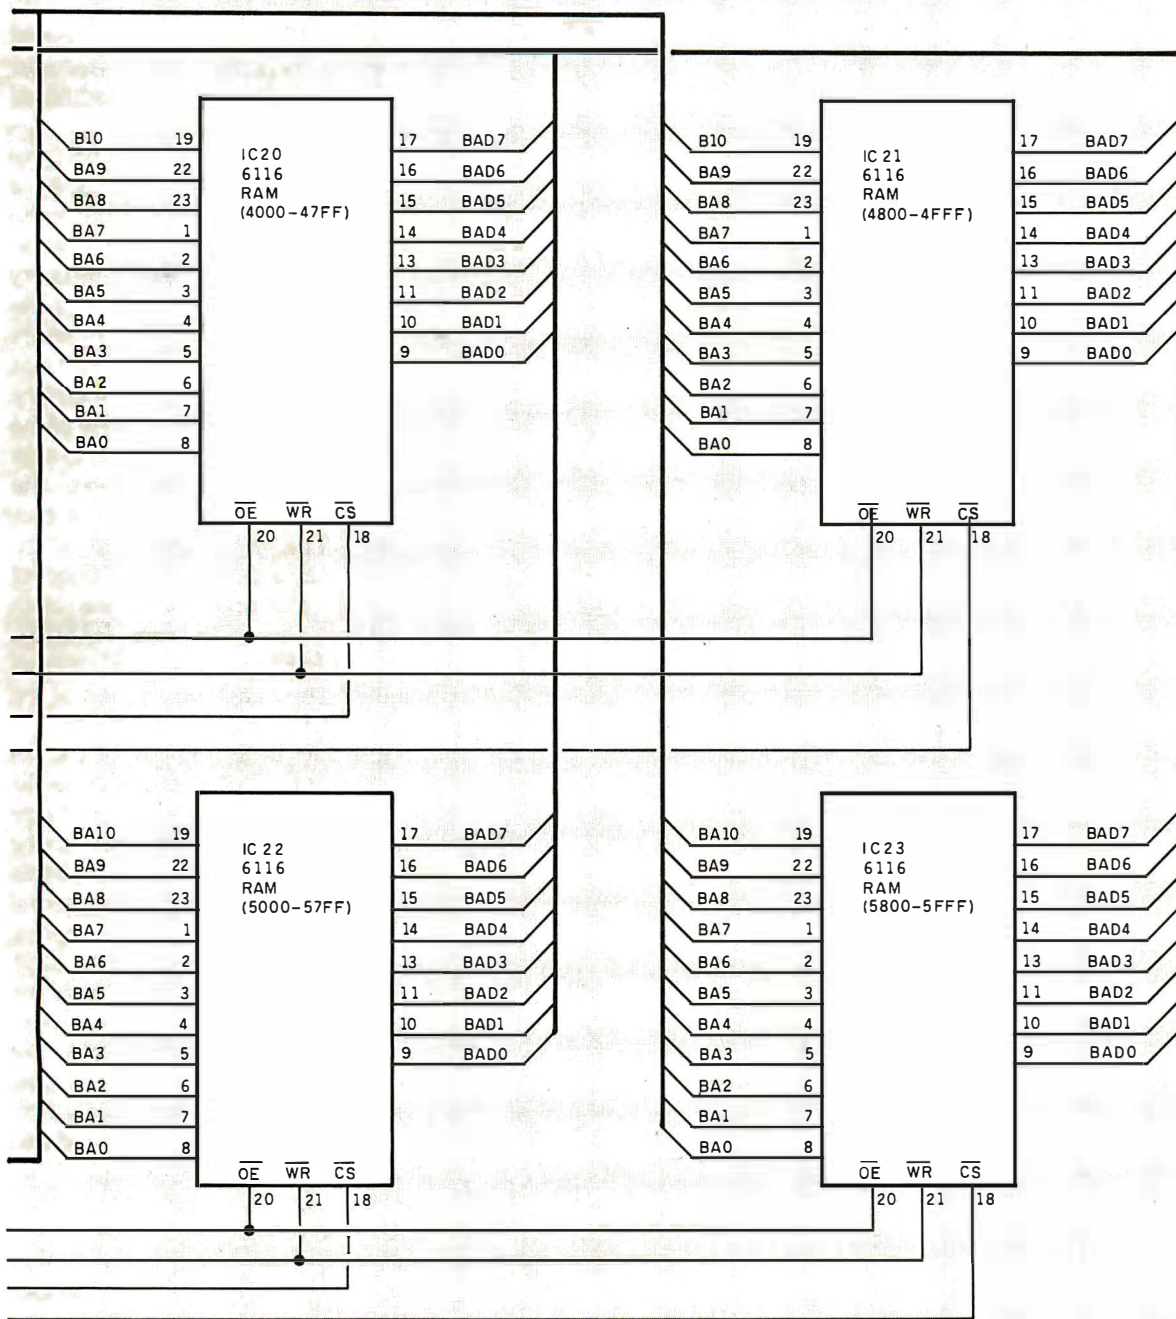 B10 19
BA9 22
BA8 23
BA7 1
BA6 2
BA5 3
BA4 4
BA3 5
BA2 6
BA1 7
BA0 8
IC20
6116
RAM
(4000-47FF)
17 BAD7
16 BAD6
15 BAD5
14 BAD4
13 BAD3
11 BAD2
10 BAD1
9 BAD0
OE WR CS
20 21 18
B10 19
BA9 22
BA8 23
BA7 1
BA6 2
BA5 3
BA4 4
BA3 5
BA2 6
BA1 7
BA0 8
IC21
6116
RAM
(4800-4FFF)
17 BAD7
16 BAD6
15 BAD5
14 BAD4
13 BAD3
11 BAD2
10 BAD1
9 BAD0
OE WR CS
20 21 18
BA10 19
BA9 22
BA8 23
BA7 1
BA6 2
BA5 3
BA4 4
BA3 5
BA2 6
BA1 7
BA0 8
IC22
6116
RAM
(5000-57FF)
17 BAD7
16 BAD6
15 BAD5
14 BAD4
13 BAD3
11 BAD2
10 BAD1
9 BAD0
OE WR CS
20 21 18
BA10 19
BA9 22
BA8 23
BA7 1
BA6 2
BA5 3
BA4 4
BA3 5
BA2 6
BA1 7
BA0 8
IC23
6116
RAM
(5800-5FFF)
17 BAD7
16 BAD6
15 BAD5
14 BAD4
13 BAD3
11 BAD2
10 BAD1
9 BAD0
OE WR CS
20 21 18